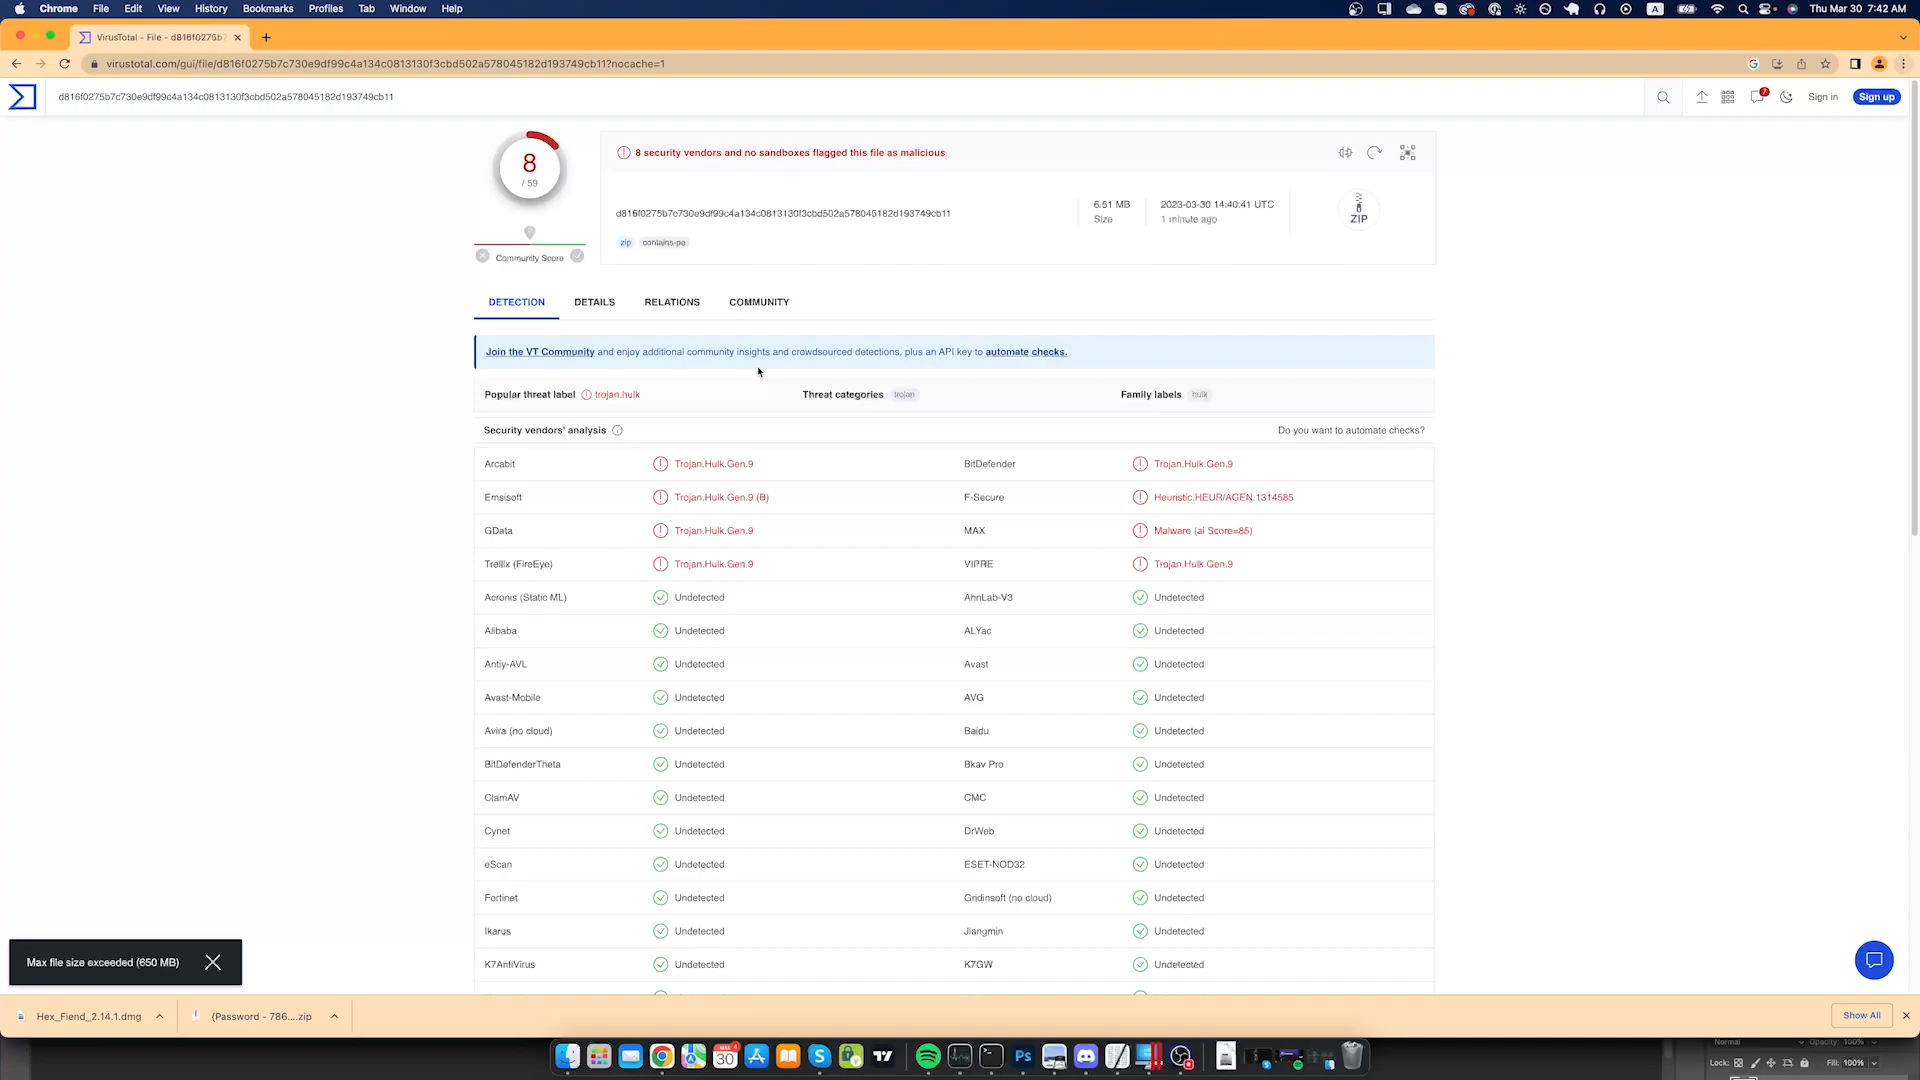 Chrome File Edit View History Bookmarks Profiles Tab Window Help
A
Thu Mar 30 7:42 AM
VirusTotal - File - d816f0275b7
virustotal.com/gui/file/d816f0275b7c730e9df99c4a134c0813130f3cbd502a578045182d193749cb11?nocache=1
d816f0275b7c730e9df99c4a134c0813130f3cbd502a578045182d193749cb11
7
Sign in
Sign up
8
/ 59
Community Score
8 security vendors and no sandboxes flagged this file as malicious
d816f0275b7c730e9df99c4a134c0813130f3cbd502a578045182d193749cb11
6.51 MB
Size
2023-03-30 14:40:41 UTC
1 minute ago
ZIP
zip contains-pe
DETECTION DETAILS RELATIONS COMMUNITY
Join the VT Community and enjoy additional community insights and crowdsourced detections, plus an API key to automate checks.
Popular threat label trojan.hulk Threat categories trojan Family labels hulk
Security vendors' analysis Do you want to automate checks?
Arcabit Trojan.Hulk.Gen.9 BitDefender Trojan.Hulk.Gen.9
Emsisoft Trojan.Hulk.Gen.9 (B) F-Secure Heuristic.HEUR/AGEN.1314585
GData Trojan.Hulk.Gen.9 MAX Malware (ai Score=85)
Trellix (FireEye) Trojan.Hulk.Gen.9 VIPRE Trojan.Hulk.Gen.9
Acronis (Static ML) Undetected AhnLab-V3 Undetected
Alibaba Undetected ALYac Undetected
Antiy-AVL Undetected Avast Undetected
Avast-Mobile Undetected AVG Undetected
Avira (no cloud) Undetected Baidu Undetected
BitDefenderTheta Undetected Bkav Pro Undetected
ClamAV Undetected CMC Undetected
Cynet Undetected DrWeb Undetected
eScan Undetected ESET-NOD32 Undetected
Fortinet Undetected Gridinsoft (no cloud) Undetected
Ikarus Undetected Jiangmin Undetected
K7AntiVirus Undetected K7GW Undetected
Max file size exceeded (650 MB)
Hex_Fiend_2.14.1.dmg
(Password - 786....zip
Show All
30
Ps
Normal Opacity: 100%
Lock: Fill: 100%